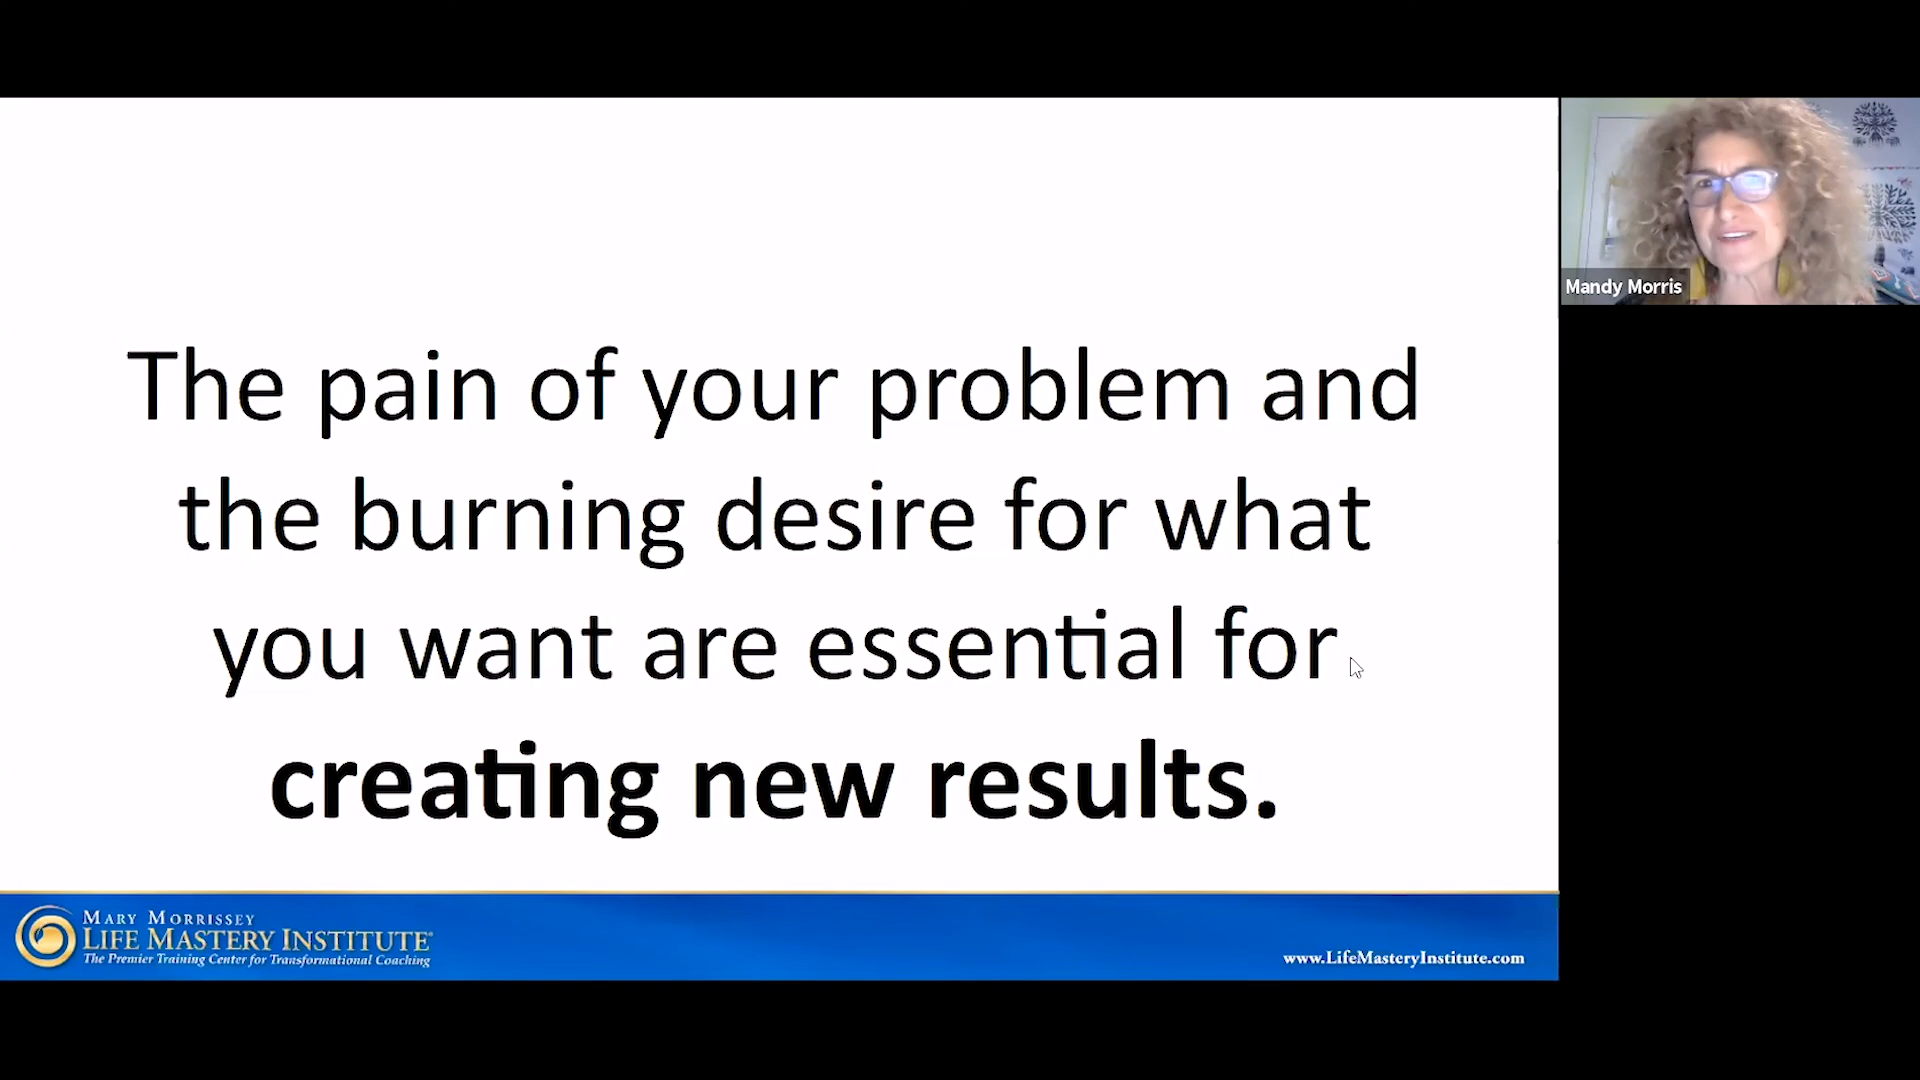 The pain of your problem and
the burning desire for what
you want are essential for
creating new results.
Mandy Morris
MARY MORRISSEY
LIFE MASTERY INSTITUTE®
The Premier Training Center for Transformational Coaching
www.LifeMasteryInstitute.com